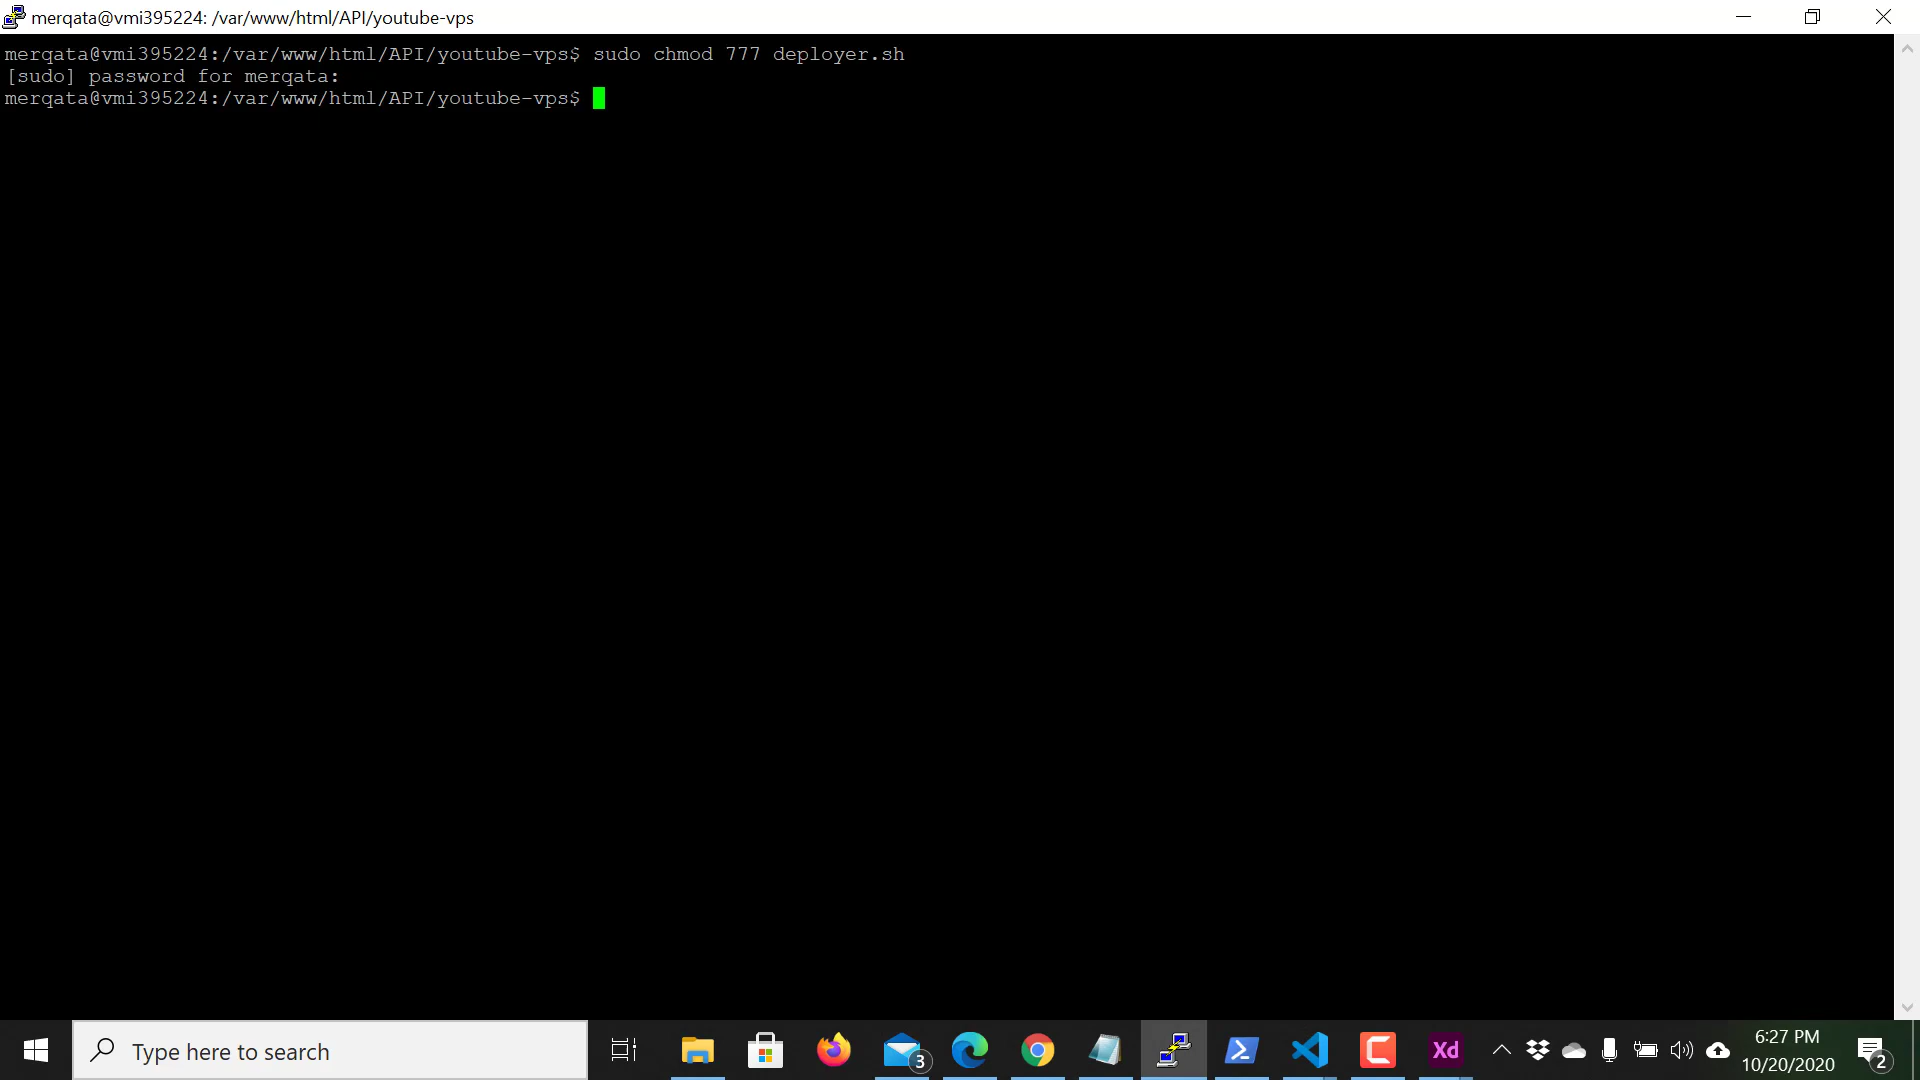 merqata@vmi395224: /var/www/html/API/youtube-vps
merqata@vmi395224:/var/www/html/API/youtube-vps$ sudo chmod 777 deployer.sh
[sudo] password for merqata:
merqata@vmi395224:/var/www/html/API/youtube-vps$
Type here to search
3
Xd
6:27 PM
10/20/2020
2